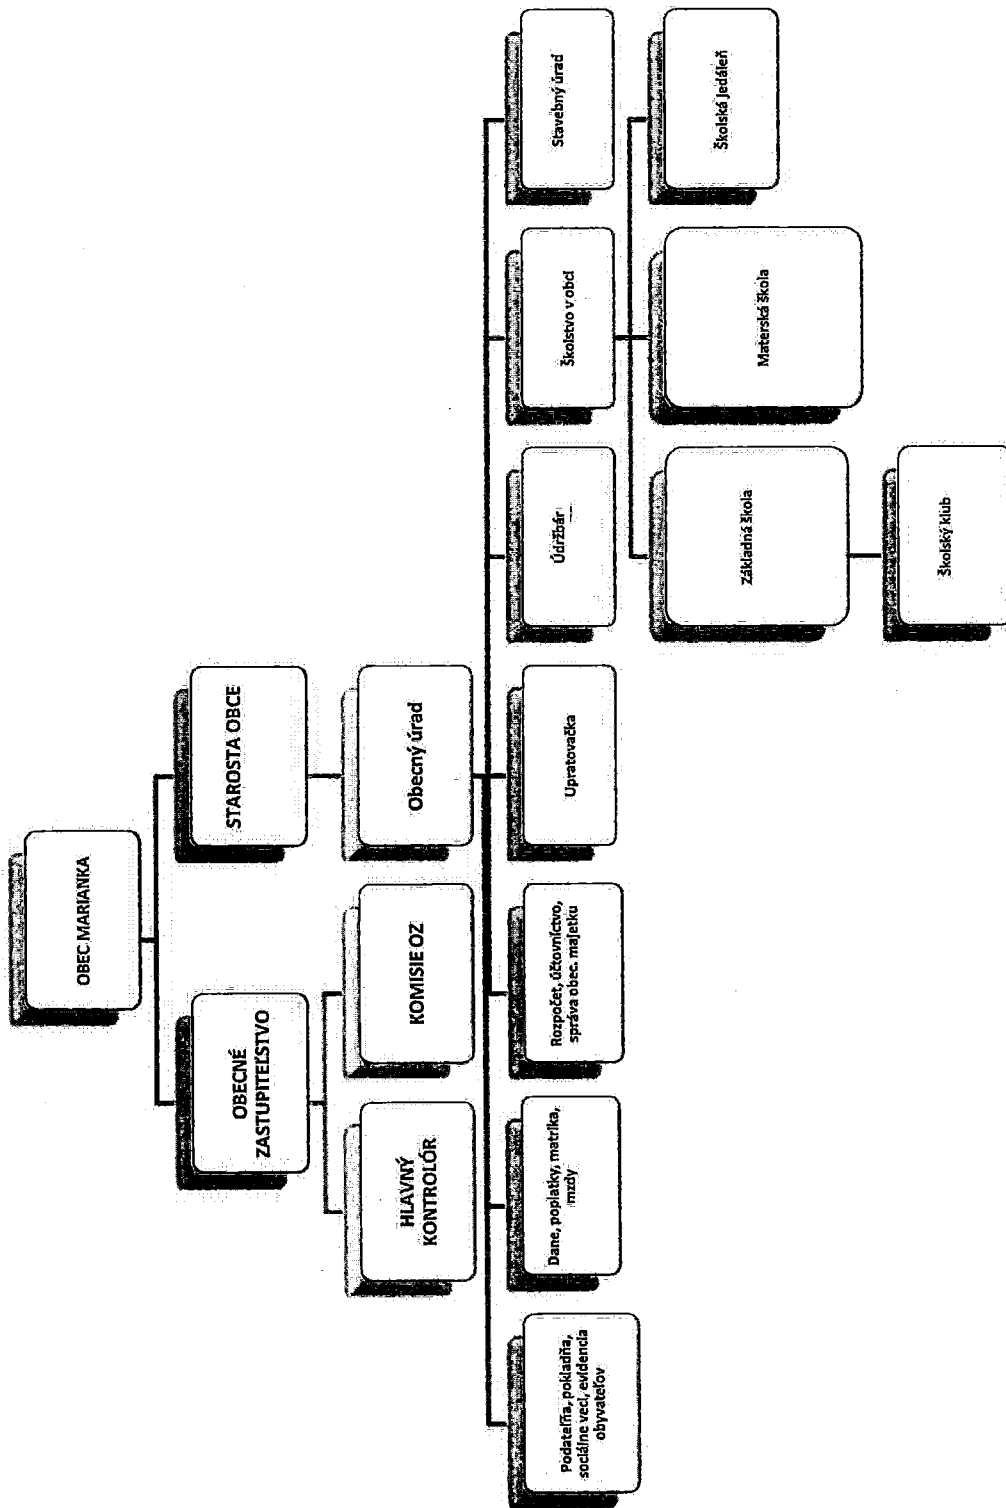 OBEC MARIANKA
OBECNÉ
ZASTUPITEĽSTVO
STAROSTA OBCE
HLAVNÝ
KONTROLÓR
KOMISIE OZ
Obecný úrad
Podateľňa, pokladňa,
sociálne veci, evidencia
obyvateľov
Dane, poplatky, matrika,
mzdy
Rozpočet, účtovníctvo,
správa obec. majetku
Upratovačka
Údržbár
Školstvo v obci
Stavebný úrad
Základná škola
Materská škola
Školská jedáleň
Školský klub